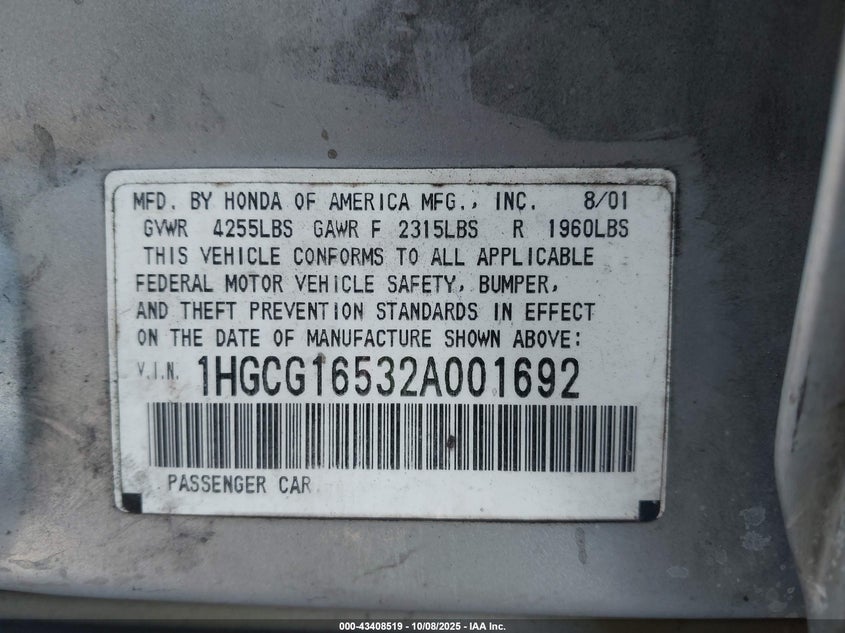 MFD. BY HONDA OF AMERICA MFG., INC. 8/01
GVWR 4255LBS GAWR F 2315LBS R 1960LBS
THIS VEHICLE CONFORMS TO ALL APPLICABLE
FEDERAL MOTOR VEHICLE SAFETY, BUMPER,
AND THEFT PREVENTION STANDARDS IN EFFECT
ON THE DATE OF MANUFACTURE SHOWN ABOVE:
V.I.N. 1HGCG16532A001692
PASSENGER CAR
000-43408519 - 10/08/2025 - IAA Inc.